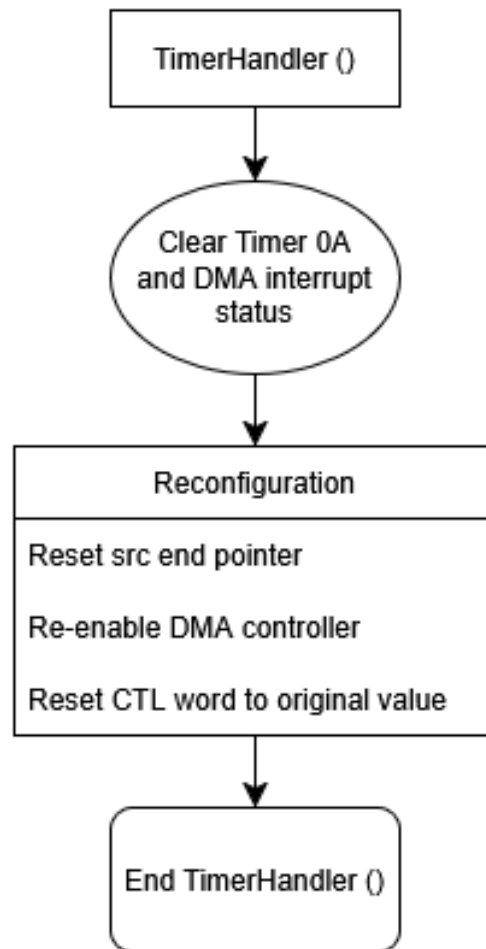 TimerHandler ()
Clear Timer 0A
and DMA interrupt
status
Reconfiguration
Reset src end pointer
Re-enable DMA controller
Reset CTL word to original value
End TimerHandler ()